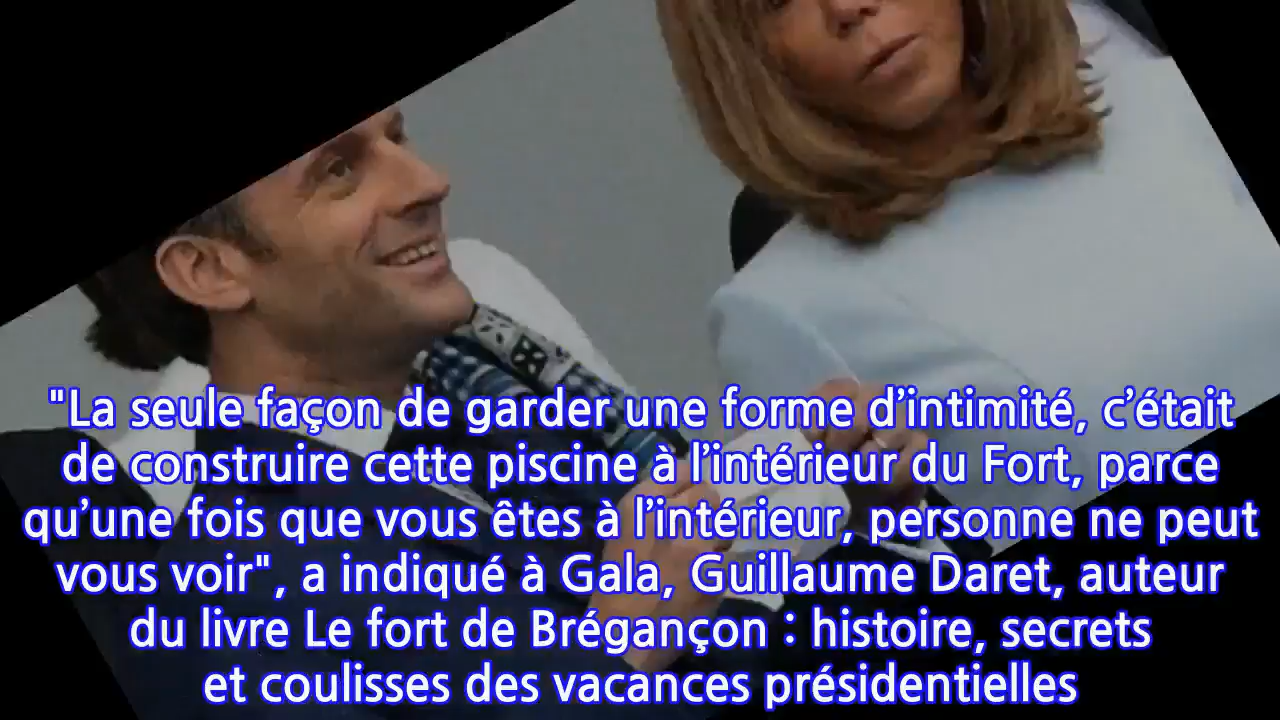 "La seule façon de garder une forme d’intimité, c’était
de construire cette piscine à l’intérieur du Fort, parce
qu’une fois que vous êtes à l’intérieur, personne ne peut
vous voir", a indiqué à Gala, Guillaume Daret, auteur
du livre Le fort de Brégançon : histoire, secrets
et coulisses des vacances présidentielles